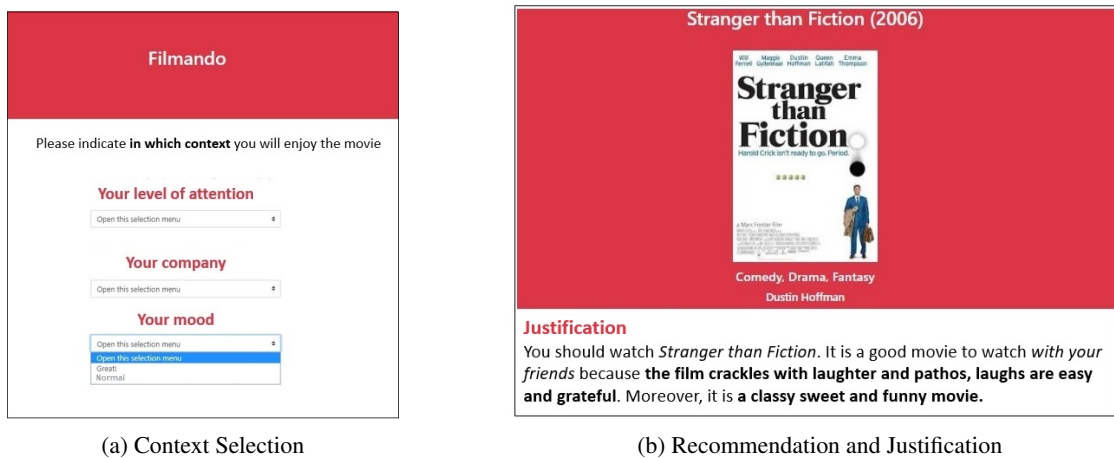 Filmando
Please indicate in which context you will enjoy the movie
Your level of attention
Open this selection menu
Your company
Open this selection menu
Your mood
Open this selection menu
Open this selection menu
Great!
Normal
(a) Context Selection
Stranger than Fiction (2006)
Will Ferrell Maggie Gyllenhaal Dustin Hoffman Queen Latifah Emma Thompson
Stranger
than
Fiction
Harold Crick isn't ready to go. Period.
a Marc Forster Film
Comedy, Drama, Fantasy
Dustin Hoffman
Justification
You should watch Stranger than Fiction. It is a good movie to watch with your
friends because the film crackles with laughter and pathos, laughs are easy
and grateful. Moreover, it is a classy sweet and funny movie.
(b) Recommendation and Justification